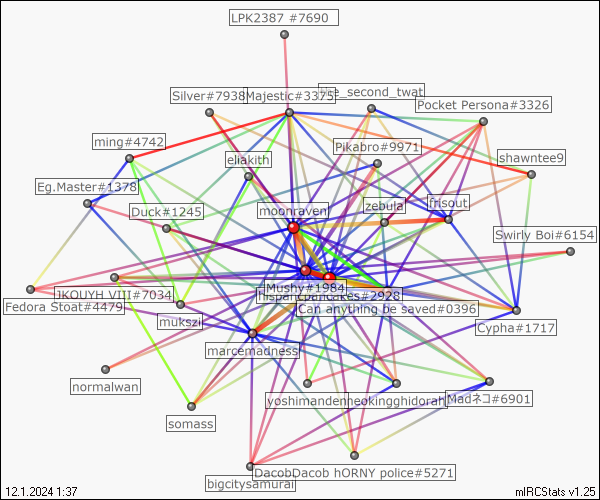 LPK2387 #7690
Silver#7938
Majestic#3375
the_second_twat
Pocket Persona#3326
ming#4742
Pikabro#9971
eliakith
shawntee9
Eg.Master#1378
Duck#1245
moonraven
zebula
frisout
Swirly Boi#6154
Mushy#1984
hispanicpancakes#2928
JKOUYH VIII#7034
Fedora Stoat#4479
Can anything be saved#0396
mukszi
Cypha#1717
marcemadness
normalwan
yoshimandenneokingghidorah
Madネコ#6901
somass
DacobDacob hORNY police#5271
bigcitysamurai
12.1.2024 1:37
mIRCStats v1.25